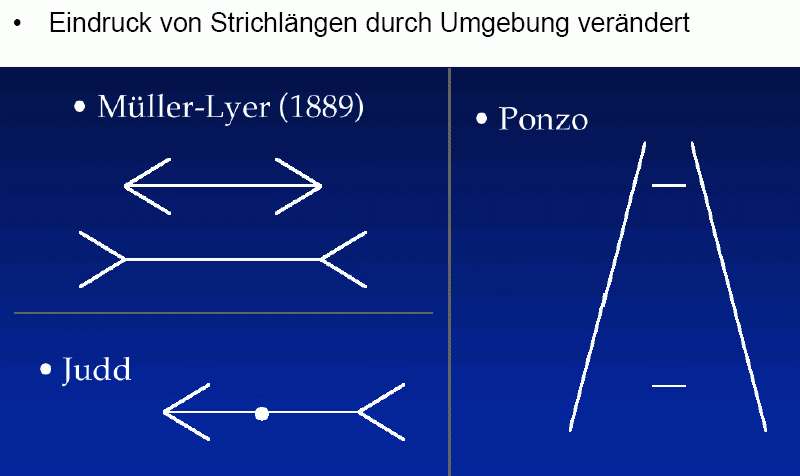 • Eindruck von Strichlängen durch Umgebung verändert
• Müller-Lyer (1889)
• Ponzo
• Judd